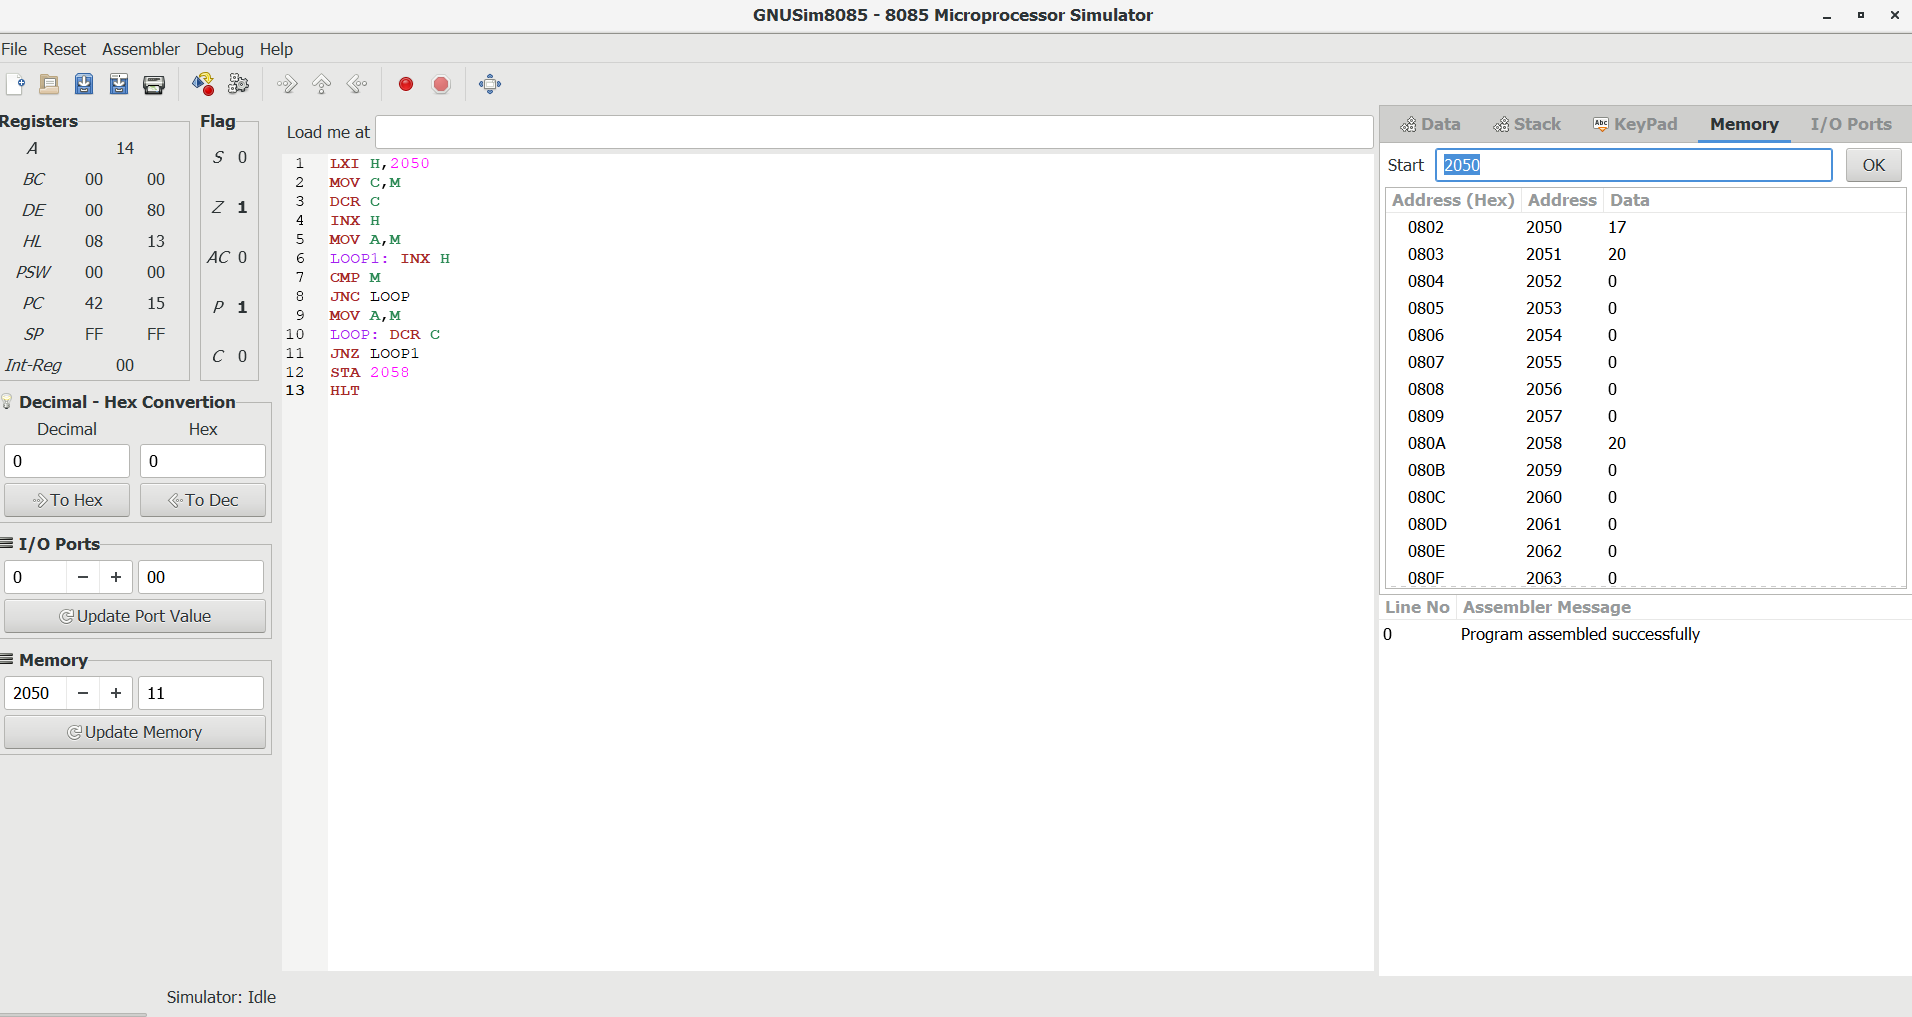 GNUSim8085 - 8085 Microprocessor Simulator
File Reset Assembler Debug Help
Registers
A 14
BC 00 00
DE 00 80
HL 08 13
PSW 00 00
PC 42 15
SP FF FF
Int-Reg 00
Flag
S 0
Z 1
AC 0
P 1
C 0
Decimal - Hex Convertion
Decimal Hex
0 0
To Hex To Dec
I/O Ports
0 − + 00
Update Port Value
Memory
2050 − + 11
Update Memory
Load me at
1 LXI H,2050
2 MOV C,M
3 DCR C
4 INX H
5 MOV A,M
6 LOOP1: INX H
7 CMP M
8 JNC LOOP
9 MOV A,M
10 LOOP: DCR C
11 JNZ LOOP1
12 STA 2058
13 HLT
Data Stack Abc KeyPad Memory I/O Ports
Start 2050 OK
Address (Hex) Address Data
0802 2050 17
0803 2051 20
0804 2052 0
0805 2053 0
0806 2054 0
0807 2055 0
0808 2056 0
0809 2057 0
080A 2058 20
080B 2059 0
080C 2060 0
080D 2061 0
080E 2062 0
080F 2063 0
Line No Assembler Message
0 Program assembled successfully
Simulator: Idle